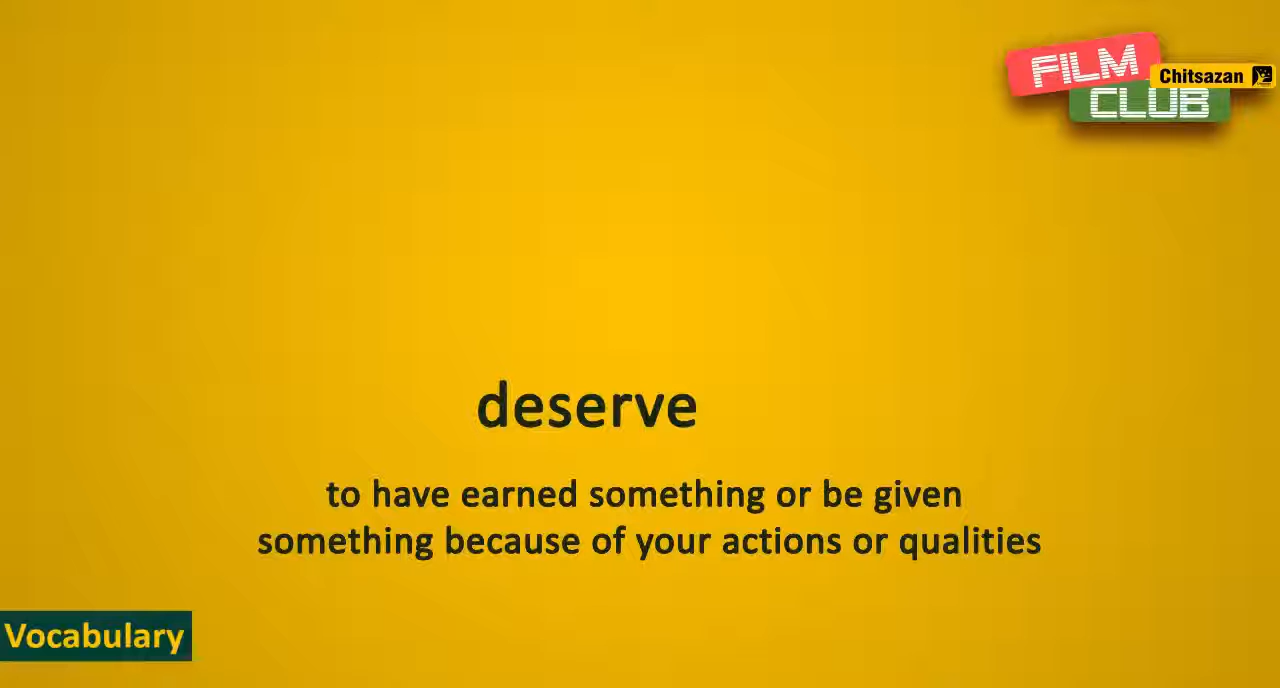 FILM
CLUB
Chitsazan
deserve
to have earned something or be given
something because of your actions or qualities
Vocabulary